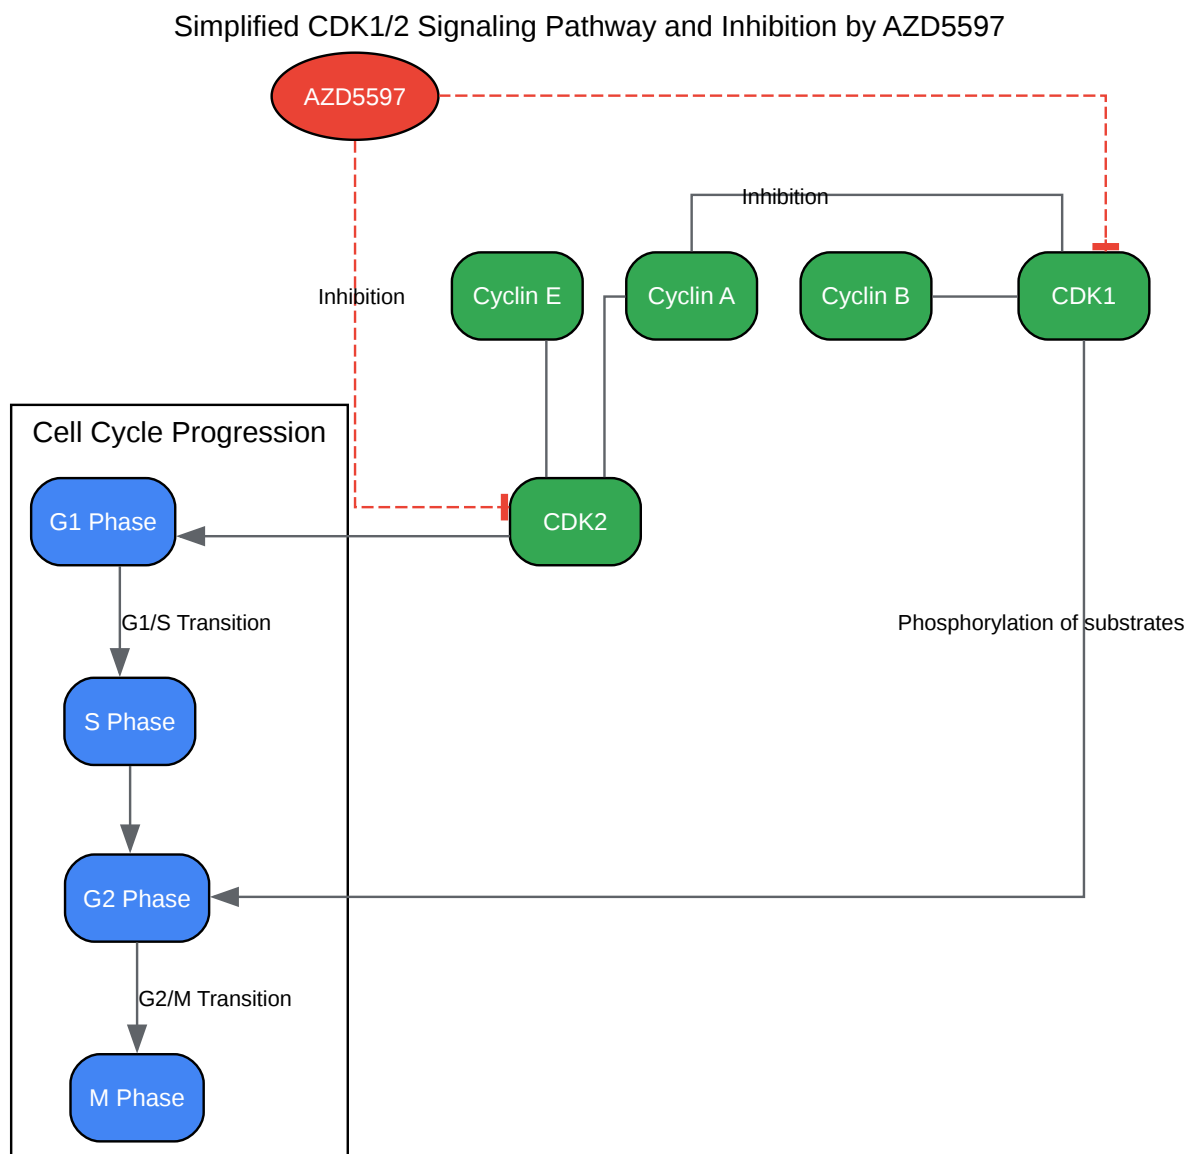 Simplified CDK1/2 Signaling Pathway and Inhibition by AZD5597
AZD5597
Inhibition
Inhibition
Cyclin E
Cyclin A
Cyclin B
CDK1
Cell Cycle Progression
G1 Phase
CDK2
G1/S Transition
Phosphorylation of substrates
S Phase
G2 Phase
G2/M Transition
M Phase